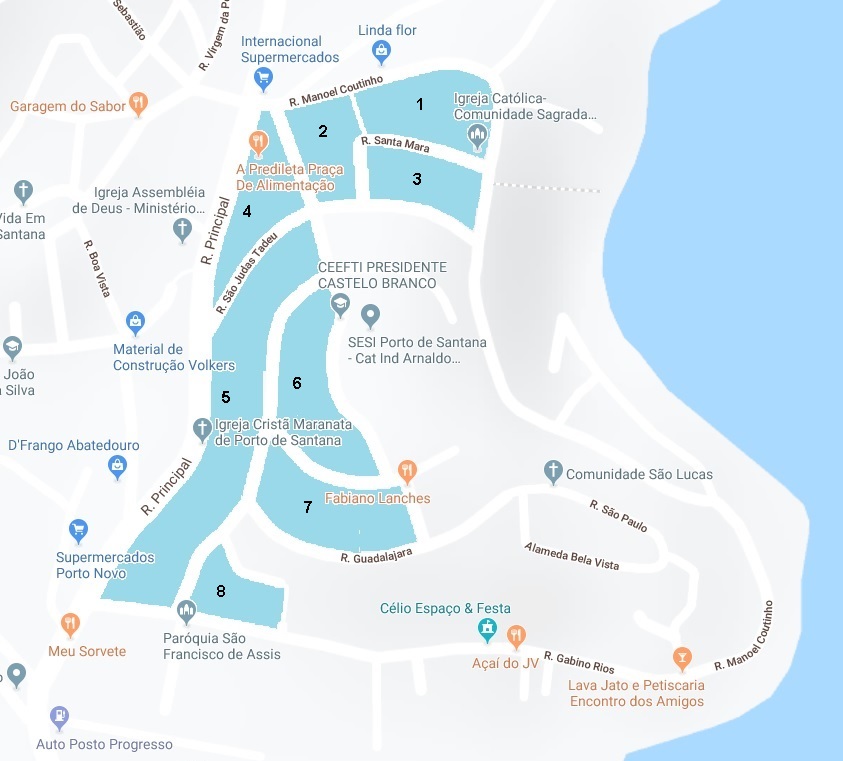 Sebastião
R. Virgem da P
Linda flor
Internacional
Supermercados
Garagem do Sabor
R. Manoel Coutinho
1
Igreja Católica-
Comunidade Sagrada...
2
R. Santa Mara
A Predileta Praça
De Alimentação
3
Igreja Assembléia
de Deus - Ministério...
4
Vida Em
Santana
R. Principal
R. São Judas Tadeu
R. Boa Vista
CEEFTI PRESIDENTE
CASTELO BRANCO
SESI Porto de Santana
- Cat Ind Arnaldo...
Material de
Construção Volkers
João
a Silva
6
5
Igreja Cristã Maranata
de Porto de Santana
D'Frango Abatedouro
R. Principal
Fabiano Lanches
Comunidade São Lucas
7
R. São Paulo
R. Guadalajara
Alameda Bela Vista
Supermercados
Porto Novo
8
Célio Espaço & Festa
Meu Sorvete
Paróquia São
Francisco de Assis
Açaí do JV
R. Gabino Rios
R. Manoel Coutinho
Lava Jato e Petiscaria
Encontro dos Amigos
Auto Posto Progresso